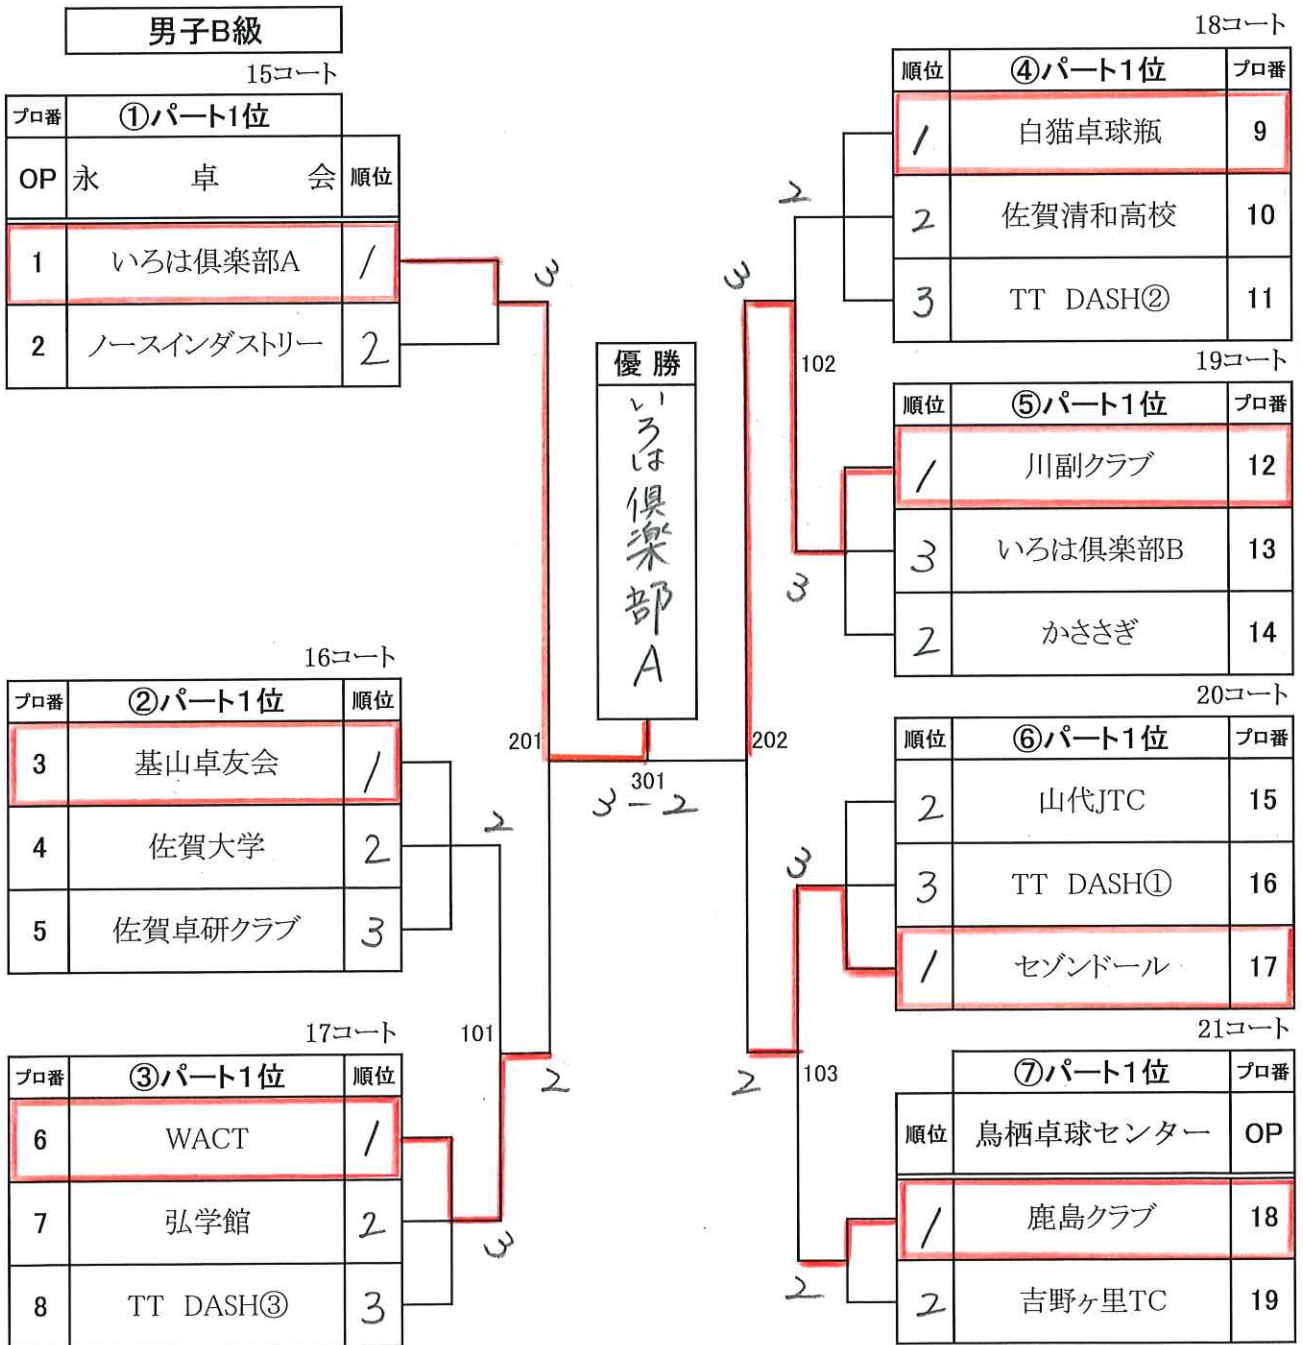 男子B級
15コート
プロ番 ①パート1位
OP 永卓会 順位
1 いろは倶楽部A 1
2 ノースインダストリー 2
16コート
プロ番 ②パート1位 順位
3 基山卓友会 1
4 佐賀大学 2
5 佐賀卓研クラブ 3
17コート
プロ番 ③パート1位 順位
6 WACT 1
7 弘学館 2
8 TT DASH③ 3
3
2
101
3
201
2
優勝
いろは倶楽部A
301
3-2
3
202
2
2
102
3
3
103
2
18コート
順位 ④パート1位 プロ番
1 白猫卓球瓶 9
2 佐賀清和高校 10
3 TT DASH② 11
19コート
順位 ⑤パート1位 プロ番
1 川副クラブ 12
3 いろは倶楽部B 13
2 かささぎ 14
20コート
順位 ⑥パート1位 プロ番
2 山代JTC 15
3 TT DASH① 16
1 セゾンドール 17
21コート
⑦パート1位 プロ番
順位 鳥栖卓球センター OP
1 鹿島クラブ 18
2 吉野ヶ里TC 19